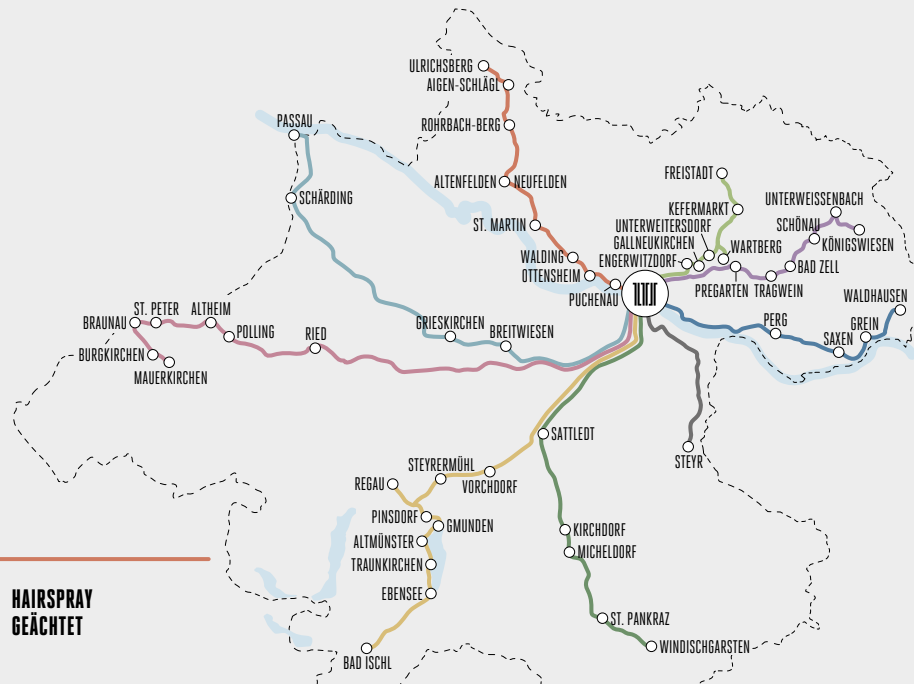 ULRICHSBERG
AIGEN-SCHLÄGL
ROHRBACH-BERG
PASSAU
ALTENFELDEN NEUFELDEN
SCHÄRDING
ST. MARTIN
WALDING
OTTENSHEIM
PUCHENAU
FREISTADT
KEFERMARKT
UNTERWEITERSDORF
GALLNEUKIRCHEN
ENGERWITZDORF
WARTBERG
PREGARTEN
TRAGWEIN
BAD ZELL
SCHÖNAU
UNTERWEISSENBACH
KÖNIGSWIESEN
WALDHAUSEN
GREIN
SAXEN
PERG
STEYR
ST. PETER
ALTHEIM
BRAUNAU
POLLING
RIED
BURGKIRCHEN
MAUERKIRCHEN
GRIESKIRCHEN
BREITWIESEN
SATTLEDT
STEYRERMÜHL
VORCHDORF
REGAU
PINSDORF
GMUNDEN
ALTMÜNSTER
TRAUNKIRCHEN
EBENSEE
BAD ISCHL
KIRCHDORF
MICHELDORF
ST. PANKRAZ
WINDISCHGARSTEN
HAIRSPRAY
GEÄCHTET